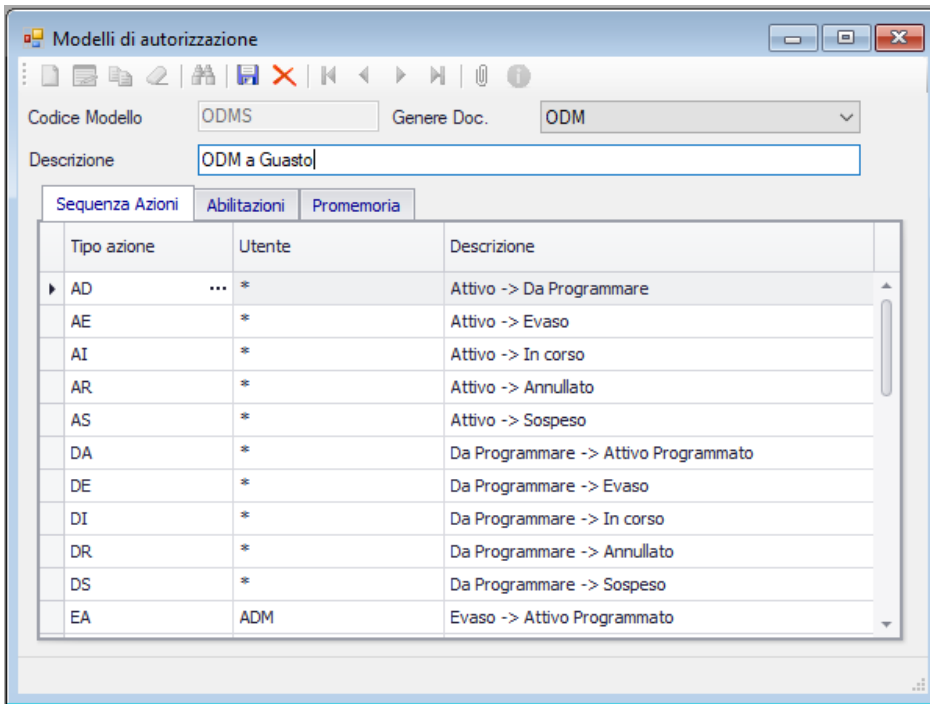 Modelli di autorizzazione
Codice Modello ODMS Genere Doc. ODM
Descrizione ODM a Guasto
Sequenza Azioni Abilitazioni Promemoria
Tipo azione Utente Descrizione
AD ... * Attivo -> Da Programmare
AE * Attivo -> Evaso
AI * Attivo -> In corso
AR * Attivo -> Annullato
AS * Attivo -> Sospeso
DA * Da Programmare -> Attivo Programmato
DE * Da Programmare -> Evaso
DI * Da Programmare -> In corso
DR * Da Programmare -> Annullato
DS * Da Programmare -> Sospeso
EA ADM Evaso -> Attivo Programmato